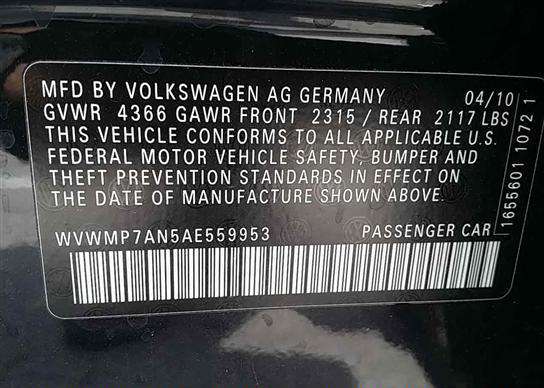 MFD BY VOLKSWAGEN AG GERMANY 04/10
GVWR 4366 GAWR FRONT 2315 / REAR 2117 LBS
THIS VEHICLE CONFORMS TO ALL APPLICABLE U.S.
FEDERAL MOTOR VEHICLE SAFETY, BUMPER AND
THEFT PREVENTION STANDARDS IN EFFECT ON
THE DATE OF MANUFACTURE SHOWN ABOVE.
WVWMP7AN5AE559953 PASSENGER CAR
1655601 1072 1